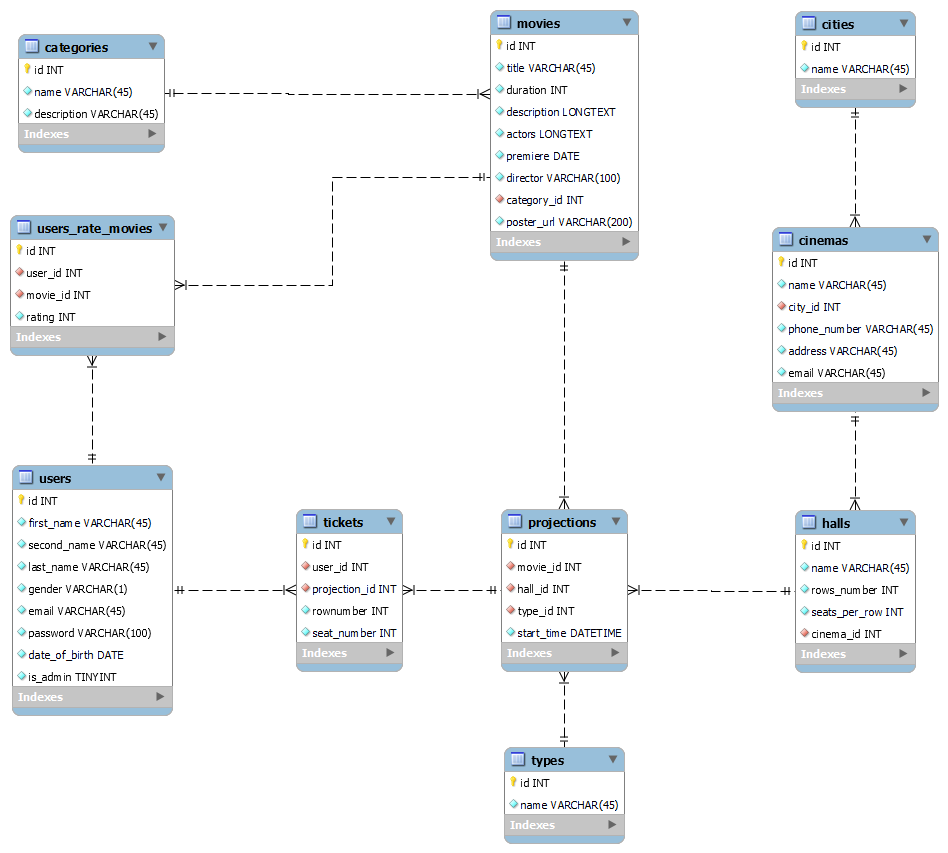 categories
id INT
name VARCHAR(45)
description VARCHAR(45)
Indexes
movies
id INT
title VARCHAR(45)
duration INT
description LONGTEXT
actors LONGTEXT
premiere DATE
director VARCHAR(100)
category_id INT
poster_url VARCHAR(200)
Indexes
cities
id INT
name VARCHAR(45)
Indexes
users_rate_movies
id INT
user_id INT
movie_id INT
rating INT
Indexes
cinemas
id INT
name VARCHAR(45)
city_id INT
phone_number VARCHAR(45)
address VARCHAR(45)
email VARCHAR(45)
Indexes
users
id INT
first_name VARCHAR(45)
second_name VARCHAR(45)
last_name VARCHAR(45)
gender VARCHAR(1)
email VARCHAR(45)
password VARCHAR(100)
date_of_birth DATE
is_admin TINYINT
Indexes
tickets
id INT
user_id INT
projection_id INT
rownumber INT
seat_number INT
Indexes
projections
id INT
movie_id INT
hall_id INT
type_id INT
start_time DATETIME
Indexes
halls
id INT
name VARCHAR(45)
rows_number INT
seats_per_row INT
cinema_id INT
Indexes
types
id INT
name VARCHAR(45)
Indexes